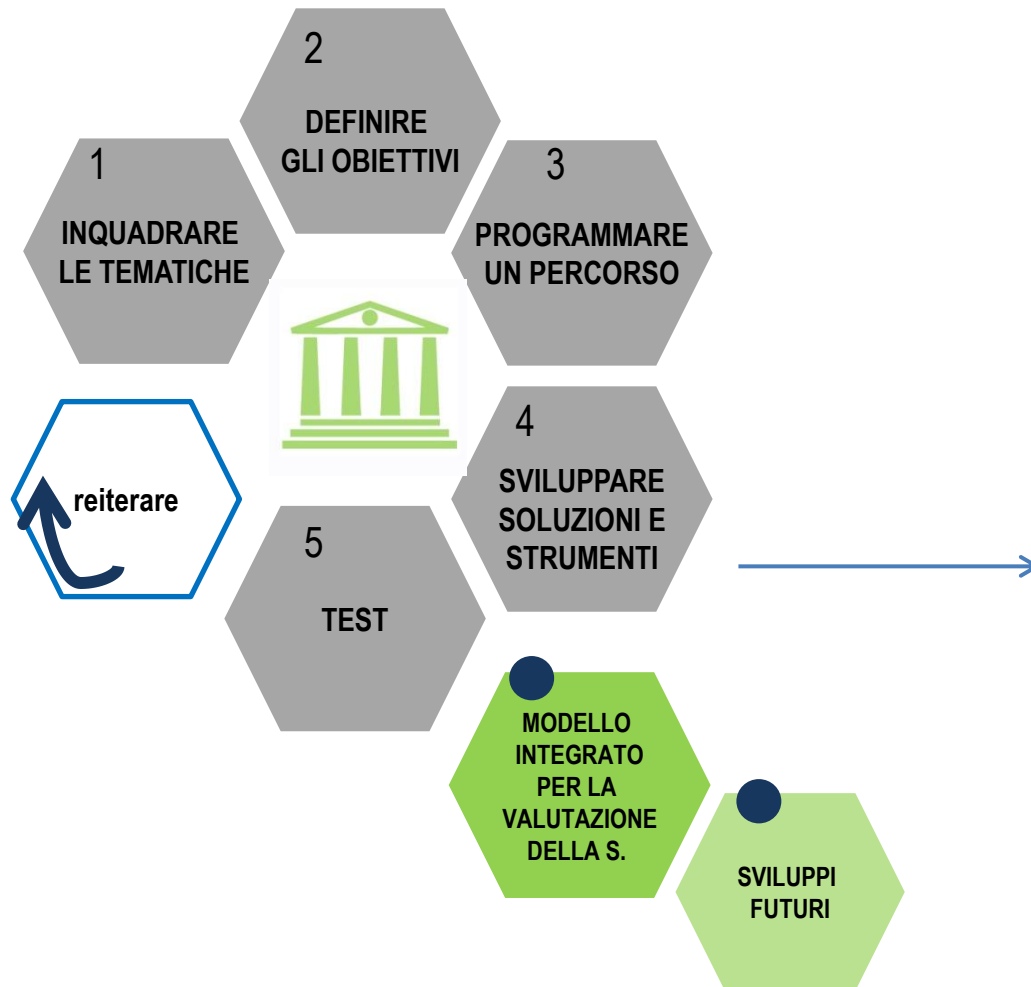 1
INQUADRARE
LE TEMATICHE
2
DEFINIRE
GLI OBIETTIVI
3
PROGRAMMARE
UN PERCORSO
4
SVILUPPARE
SOLUZIONI E
STRUMENTI
5
TEST
reiterare
MODELLO
INTEGRATO
PER LA
VALUTAZIONE
DELLA S.
SVILUPPI
FUTURI